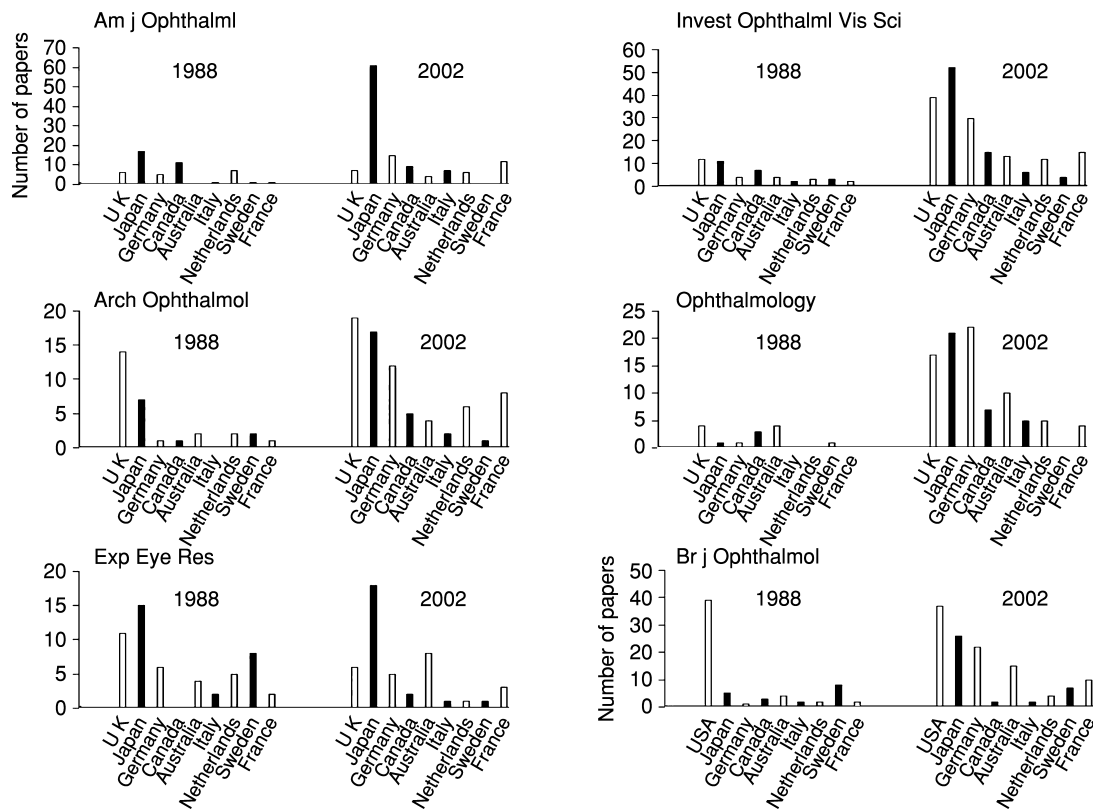 Am j Ophthalml
Number of papers
70
60
50
40
30
20
10
0
1988
2002
U K
Japan
Germany
Canada
Australia
Italy
Netherlands
Sweden
France
U K
Japan
Germany
Canada
Australia
Italy
Netherlands
Sweden
France
Invest Ophthalml Vis Sci
60
50
40
30
20
10
0
1988
2002
U K
Japan
Germany
Canada
Australia
Italy
Netherlands
Sweden
France
U K
Japan
Germany
Canada
Australia
Italy
Netherlands
Sweden
France
Arch Ophthalmol
20
15
10
5
0
1988
2002
U K
Japan
Germany
Canada
Australia
Italy
Netherlands
Sweden
France
U K
Japan
Germany
Canada
Australia
Italy
Netherlands
Sweden
France
Ophthalmology
25
20
15
10
5
0
1988
2002
U K
Japan
Germany
Canada
Australia
Italy
Netherlands
Sweden
France
U K
Japan
Germany
Canada
Australia
Italy
Netherlands
Sweden
France
Exp Eye Res
20
15
10
5
0
1988
2002
U K
Japan
Germany
Canada
Australia
Italy
Netherlands
Sweden
France
U K
Japan
Germany
Canada
Australia
Italy
Netherlands
Sweden
France
Br j Ophthalmol
Number of papers
50
40
30
20
10
0
1988
2002
USA
Japan
Germany
Canada
Australia
Italy
Netherlands
Sweden
France
USA
Japan
Germany
Canada
Australia
Italy
Netherlands
Sweden
France